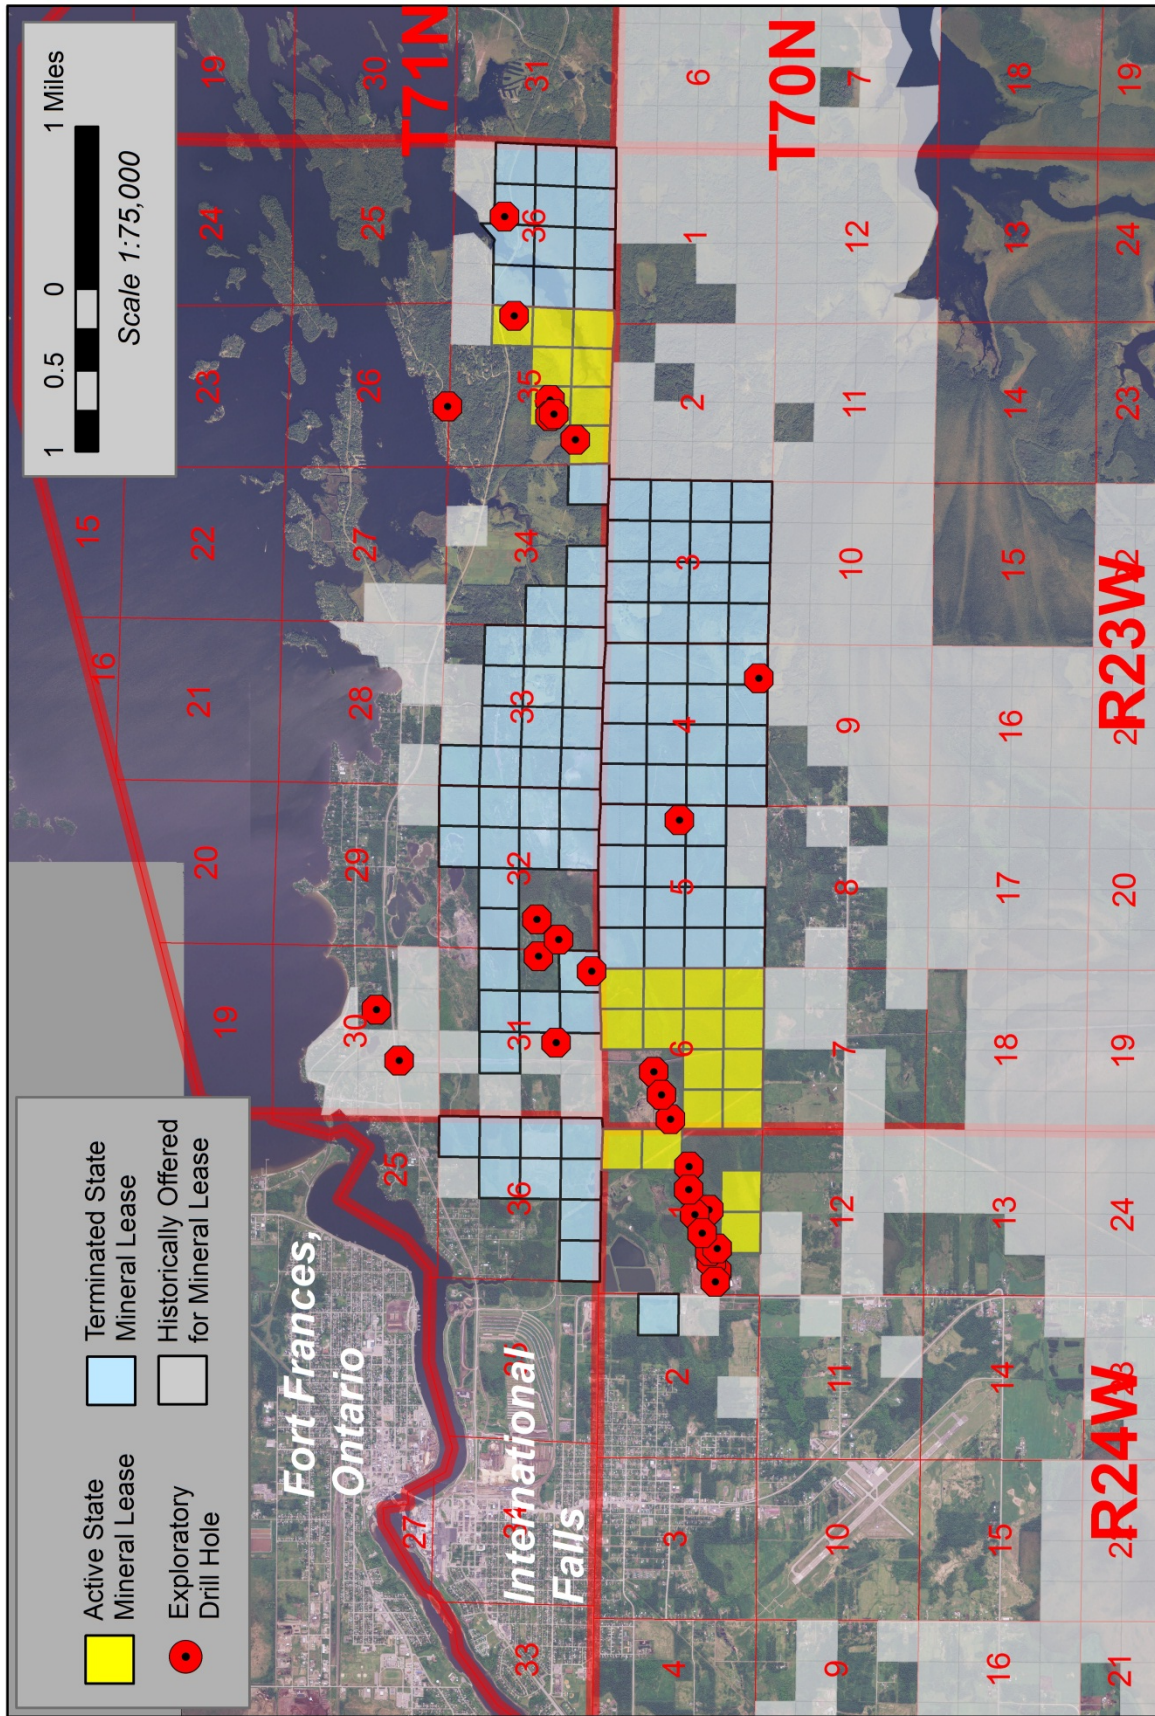 Active State
Mineral Lease
Terminated State
Mineral Lease
Exploratory
Drill Hole
Historically Offered
for Mineral Lease
1 0.5 0 1 Miles
Scale 1:75,000
16 15
19 20 21 22 23 24 19
Fort Frances,
Ontario
27 25 30 29 28 27 26 25 30
T71N
International
Falls
33 34 36 31 32 33 34 35 36 31
4 3 2 1 6 5 4 3 2 1 6
T70N
9 10 11 12 7 8 9 10 11 12 7
16 15 14 13 18 17 16 15 14 13 18
21 24 19 20 23 24 19
R24W R23W